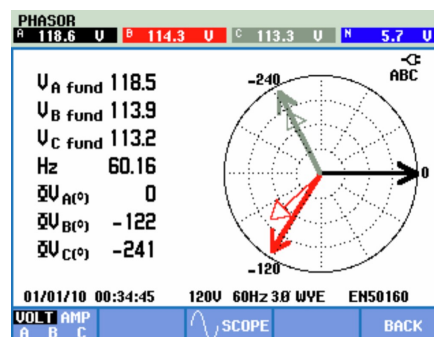 PHASOR
A 118.6 V B 114.3 V C 113.3 V N 5.7 V
ABC
V A fund 118.5
V B fund 113.9
V C fund 113.2
Hz 60.16
ΦV A(°) 0
ΦV B(°) -122
ΦV C(°) -241
-240
0
-120
01/01/10 00:34:45 120V 60Hz 3Ø WYE EN50160
VOLT AMP
A B C
SCOPE
BACK